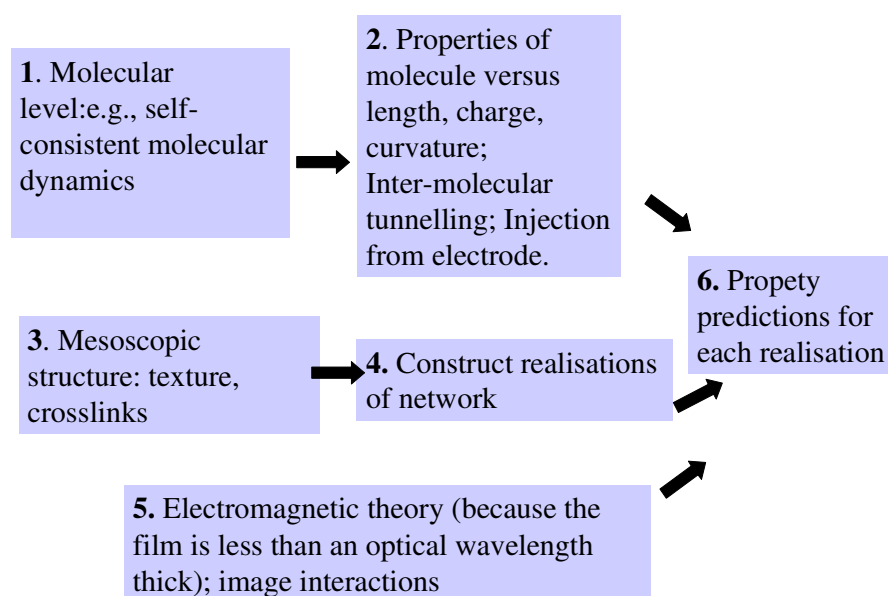 1. Molecular
level:e.g., self-
consistent molecular
dynamics
2. Properties of
molecule versus
length, charge,
curvature;
Inter-molecular
tunnelling; Injection
from electrode.
3. Mesoscopic
structure: texture,
crosslinks
4. Construct realisations
of network
5. Electromagnetic theory (because the
film is less than an optical wavelength
thick); image interactions
6. Propety
predictions for
each realisation